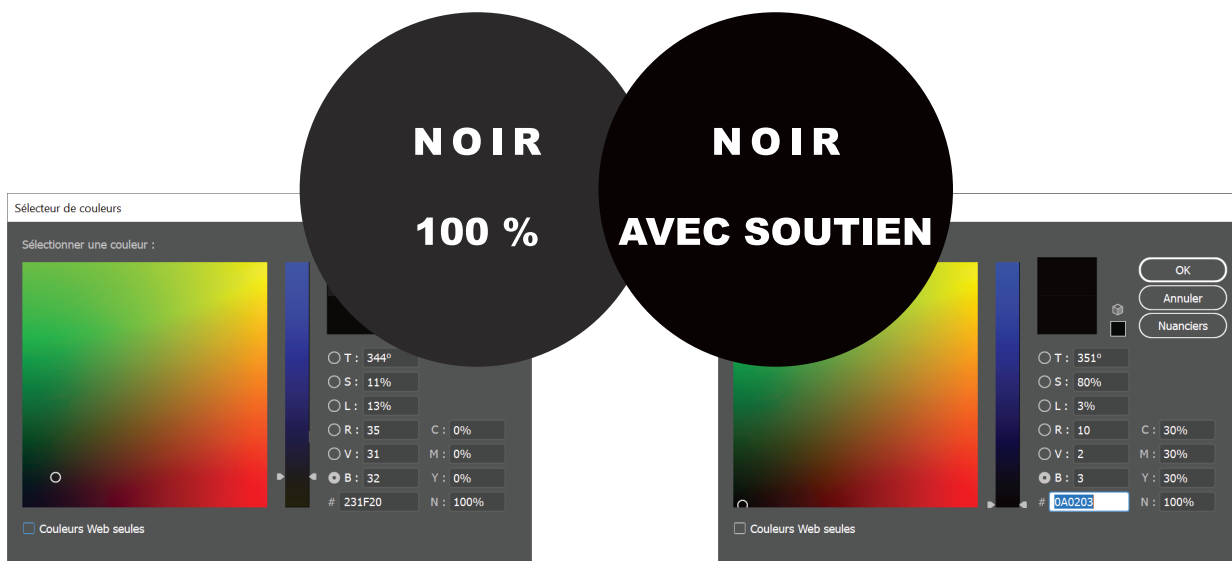 NOIR
100 %
NOIR
AVEC SOUTIEN
Sélecteur de couleurs
Sélectionner une couleur :
T : 344°
S : 11%
L : 13%
R : 35 C : 0%
V : 31 M : 0%
B : 32 Y : 0%
# 231F20 N : 100%
Couleurs Web seules
OK
Annuler
Nuanciers
T : 351°
S : 80%
L : 3%
R : 10 C : 30%
V : 2 M : 30%
B : 3 Y : 30%
# 0A0203 N : 100%
Couleurs Web seules